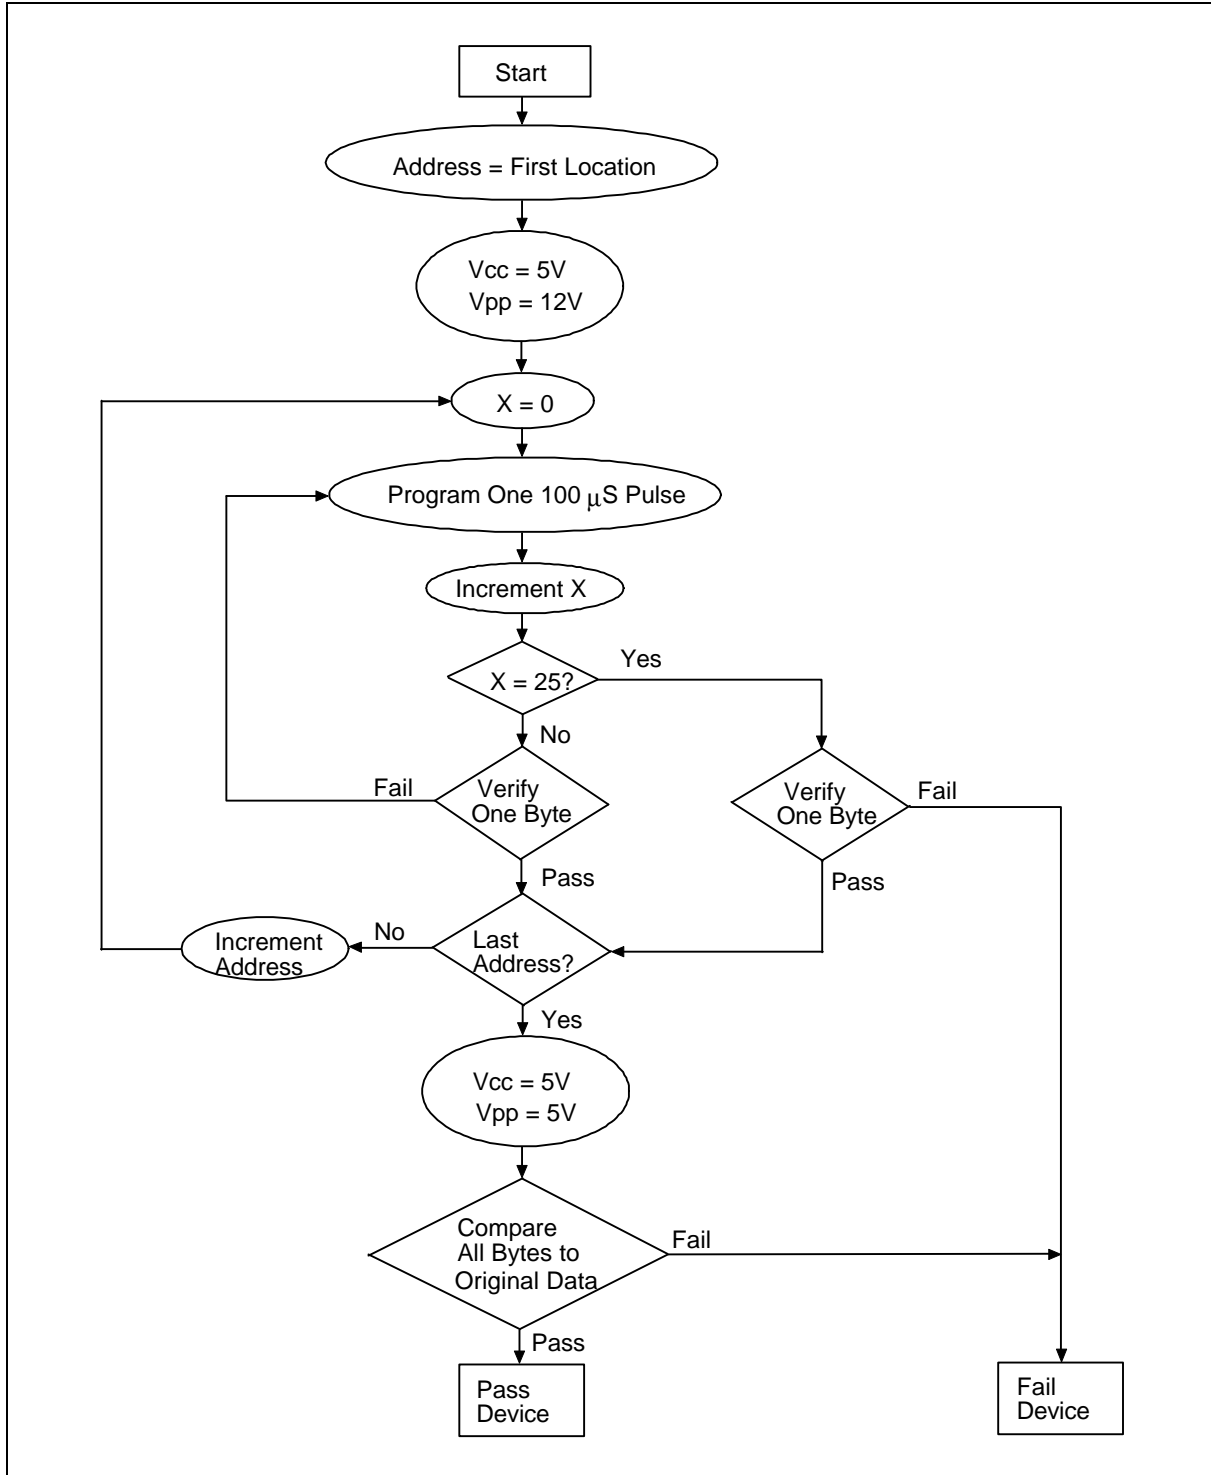 Start
Address = First Location
Vcc = 5V
Vpp = 12V
X = 0
Program One 100 μS Pulse
Increment X
X = 25?
Yes
No
Fail
Verify
One Byte
Verify
One Byte
Fail
Pass
Pass
Increment
Address
No
Last
Address?
Yes
Vcc = 5V
Vpp = 5V
Compare
All Bytes to
Original Data
Fail
Pass
Pass
Device
Fail
Device